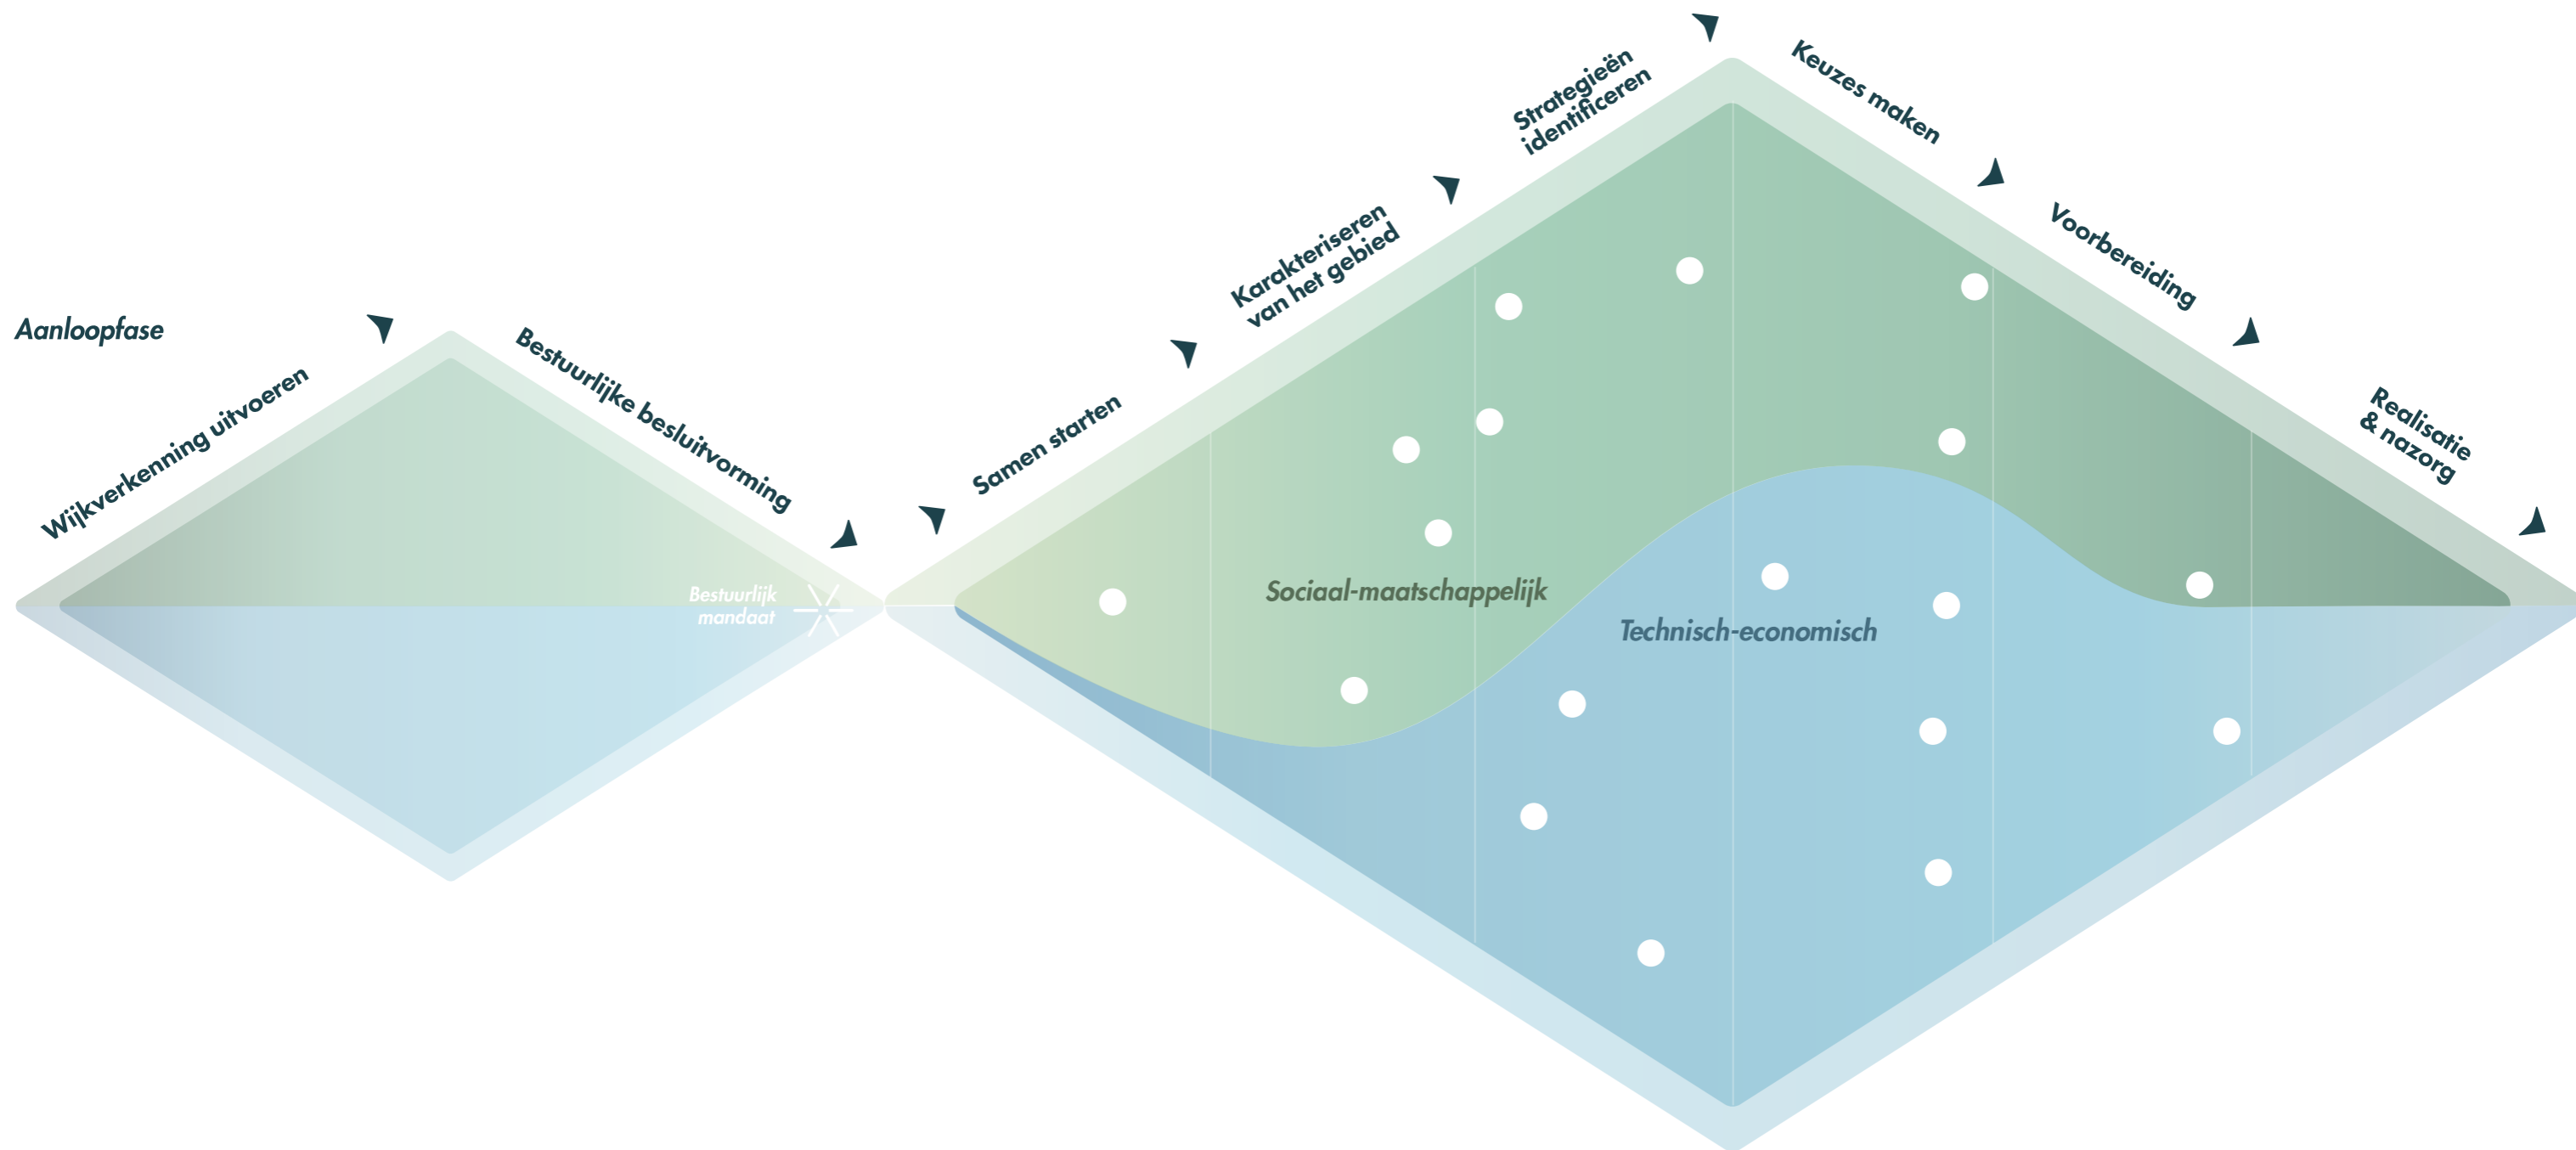 Aanloopfase
Wijkverkenning uitvoeren
Bestuurlijke besluitvorming
Bestuurlijk
mandaat
Samen starten
Karakteriseren
van het gebied
Strategieën
identificeren
Keuzes maken
Voorbereiding
Realisatie
& nazorg
Sociaal-maatschappelijk
Technisch-economisch